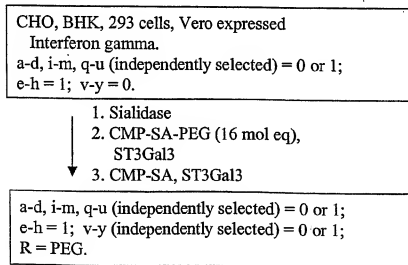 CHO, BHK, 293 cells, Vero expressed
Interferon gamma.
a-d, i-m, q-u (independently selected) = 0 or 1;
e-h = 1; v-y = 0.
1. Sialidase
2. CMP-SA-PEG (16 mol eq),
ST3Gal3
3. CMP-SA, ST3Gal3
a-d, i-m, q-u (independently selected) = 0 or 1;
e-h = 1; v-y (independently selected) = 0 or 1;
R = PEG.